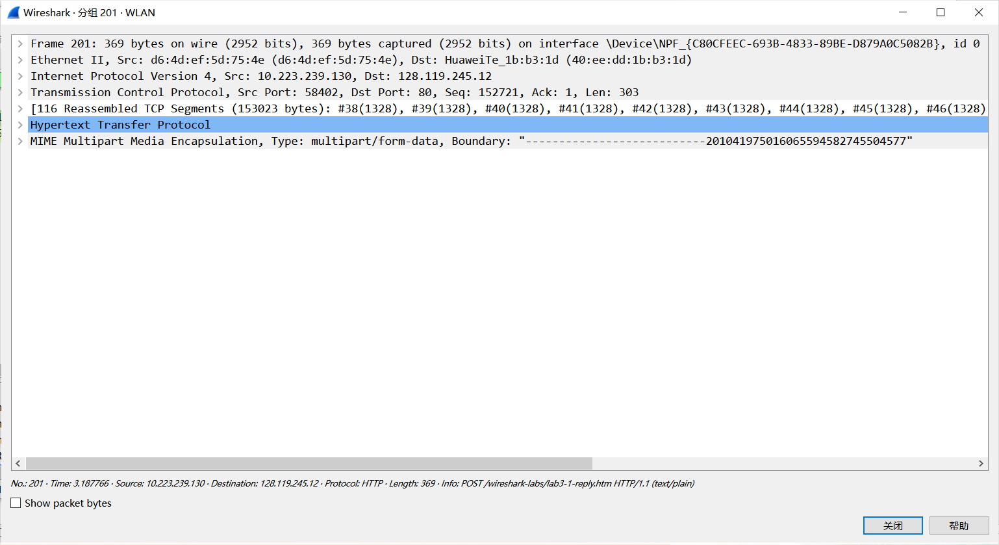 Wireshark · 分组 201 · WLAN
Frame 201: 369 bytes on wire (2952 bits), 369 bytes captured (2952 bits) on interface \Device\NPF_{C80CFEEC-693B-4833-89BE-D879A0C5082B}, id 0
Ethernet II, Src: d6:4d:ef:5d:75:4e (d6:4d:ef:5d:75:4e), Dst: HuaweiTe_1b:b3:1d (40:ee:dd:1b:b3:1d)
Internet Protocol Version 4, Src: 10.223.239.130, Dst: 128.119.245.12
Transmission Control Protocol, Src Port: 58402, Dst Port: 80, Seq: 152721, Ack: 1, Len: 303
[116 Reassembled TCP Segments (153023 bytes): #38(1328), #39(1328), #40(1328), #41(1328), #42(1328), #43(1328), #44(1328), #45(1328), #46(1328)
Hypertext Transfer Protocol
MIME Multipart Media Encapsulation, Type: multipart/form-data, Boundary: "---------------------------201041975016065594582745504577"
No.: 201 · Time: 3.187766 · Source: 10.223.239.130 · Destination: 128.119.245.12 · Protocol: HTTP · Length: 369 · Info: POST /wireshark-labs/lab3-1-reply.htm HTTP/1.1 (text/plain)
Show packet bytes
关闭
帮助